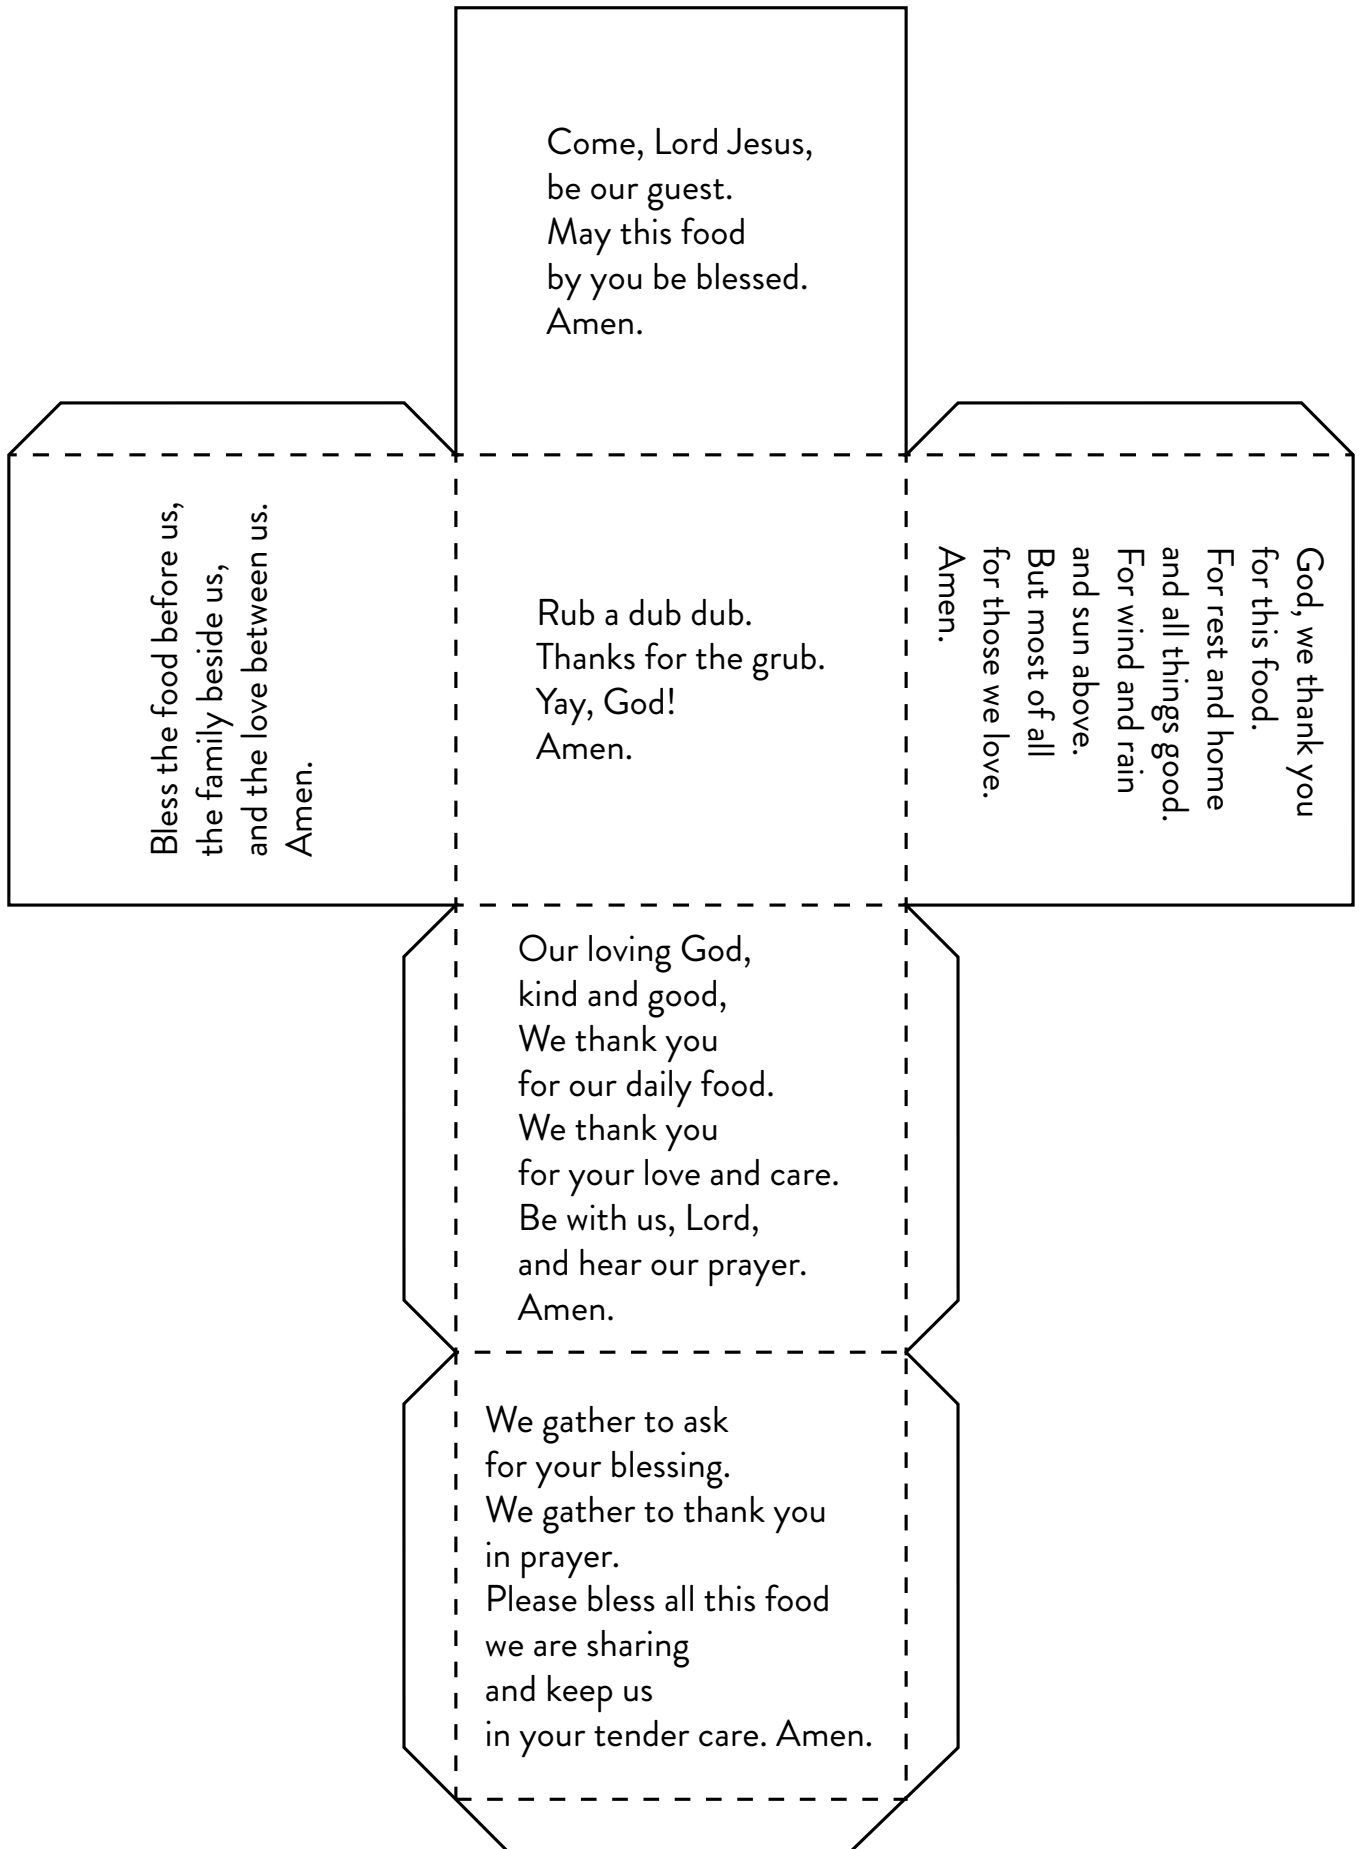 Come, Lord Jesus,
be our guest.
May this food
by you be blessed.
Amen.
Bless the food before us,
the family beside us,
and the love between us.
Amen.
Rub a dub dub.
Thanks for the grub.
Yay, God!
Amen.
God, we thank you
for this food.
For rest and home
and all things good.
For wind and rain
and sun above.
But most of all
for those we love.
Amen.
Our loving God,
kind and good,
We thank you
for our daily food.
We thank you
for your love and care.
Be with us, Lord,
and hear our prayer.
Amen.
We gather to ask
for your blessing.
We gather to thank you
in prayer.
Please bless all this food
we are sharing
and keep us
in your tender care. Amen.